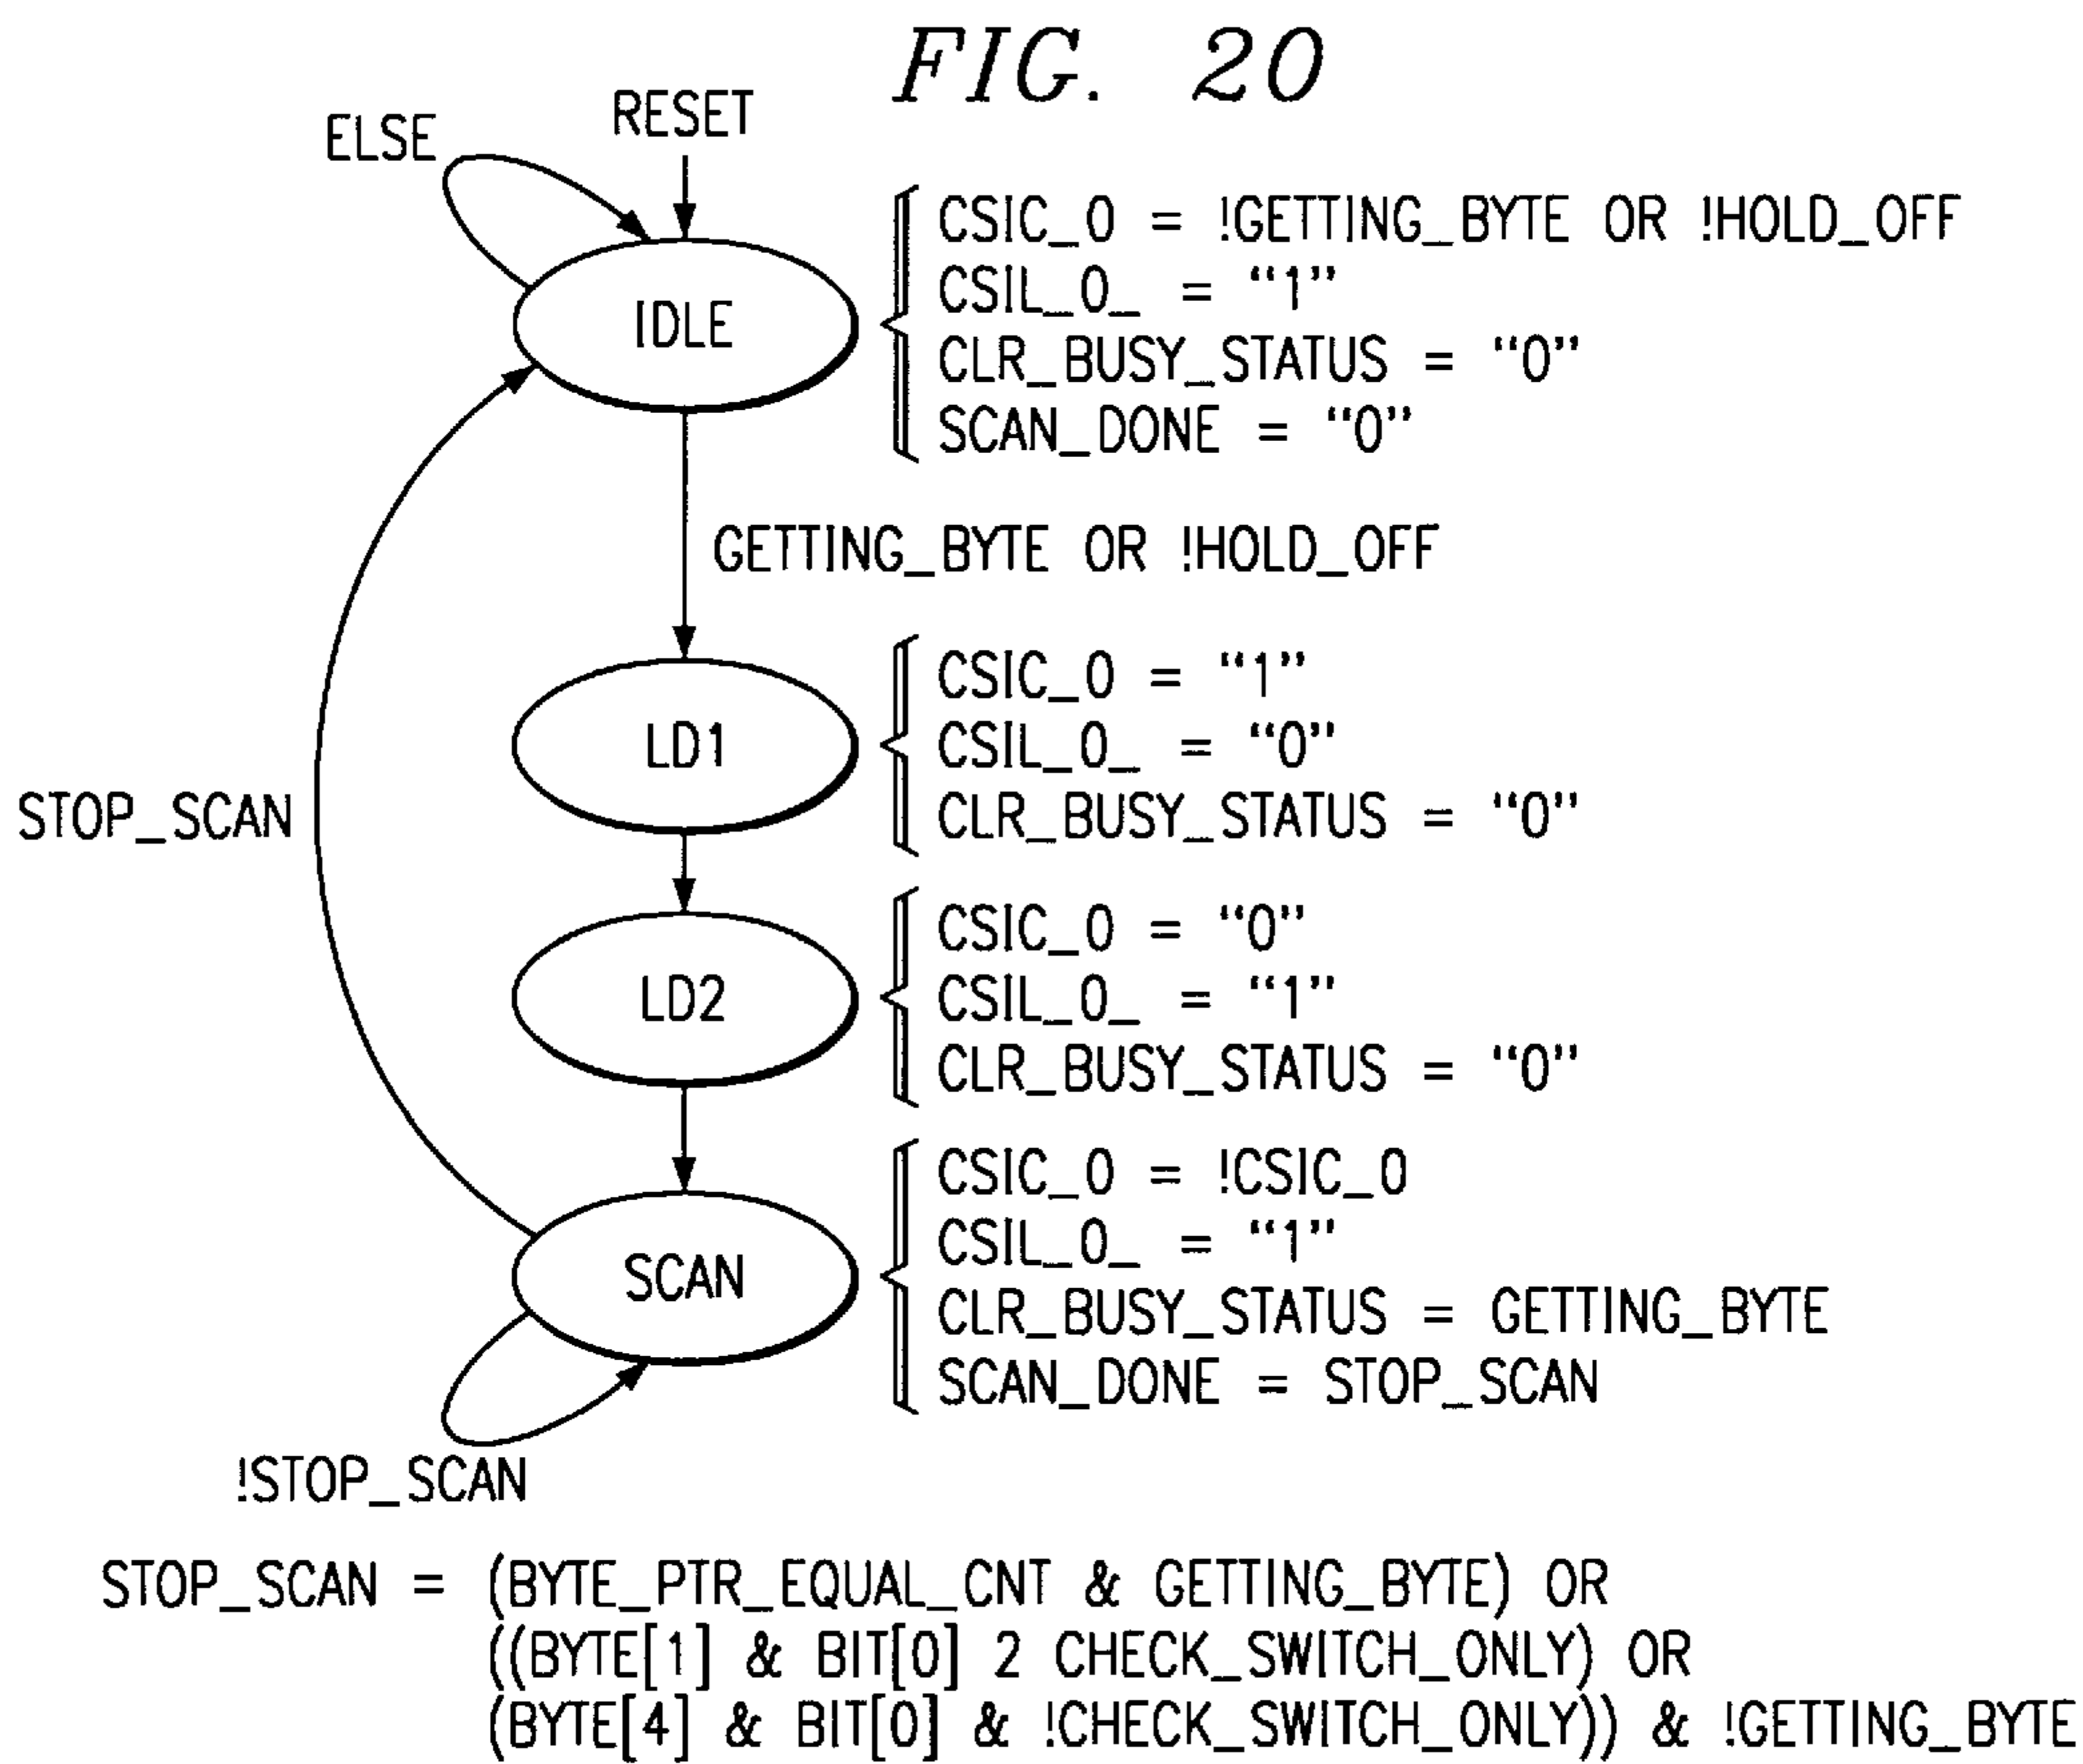 FIG. 20
RESET
ELSE
IDLE
CSIC_0 = !GETTING_BYTE OR !HOLD_OFF
CSIL_0_ = “1”
CLR_BUSY_STATUS = “0”
SCAN_DONE = “0”
GETTING_BYTE OR !HOLD_OFF
LD1
CSIC_0 = “1”
CSIL_0_ = “0”
CLR_BUSY_STATUS = “0”
STOP_SCAN
LD2
CSIC_0 = “0”
CSIL_0_ = “1”
CLR_BUSY_STATUS = “0”
SCAN
CSIC_0 = !CSIC_0
CSIL_0_ = “1”
CLR_BUSY_STATUS = GETTING_BYTE
SCAN_DONE = STOP_SCAN
!STOP_SCAN
STOP_SCAN = (BYTE_PTR_EQUAL_CNT & GETTING_BYTE) OR
((BYTE[1] & BIT[0] 2 CHECK_SWITCH_ONLY) OR
(BYTE[4] & BIT[0] & !CHECK_SWITCH_ONLY)) & !GETTING_BYTE